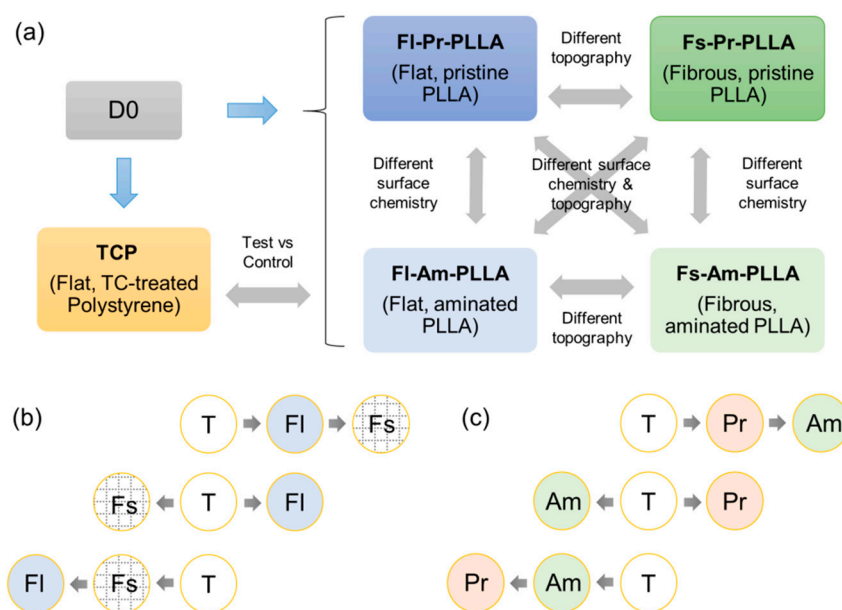 (a)
D0
TCP
(Flat, TC-treated
Polystyrene)
Test vs
Control
Fl-Pr-PLLA
(Flat, pristine
PLLA)
Different
topography
Fs-Pr-PLLA
(Fibrous, pristine
PLLA)
Different
surface
chemistry
Different surface
chemistry &
topography
Different
surface
chemistry
Fl-Am-PLLA
(Flat, aminated
PLLA)
Different
topography
Fs-Am-PLLA
(Fibrous,
aminated PLLA)
(b)
T Fl Fs
Fs T Fl
Fl Fs T
(c)
T Pr Am
Am T Pr
Pr Am T